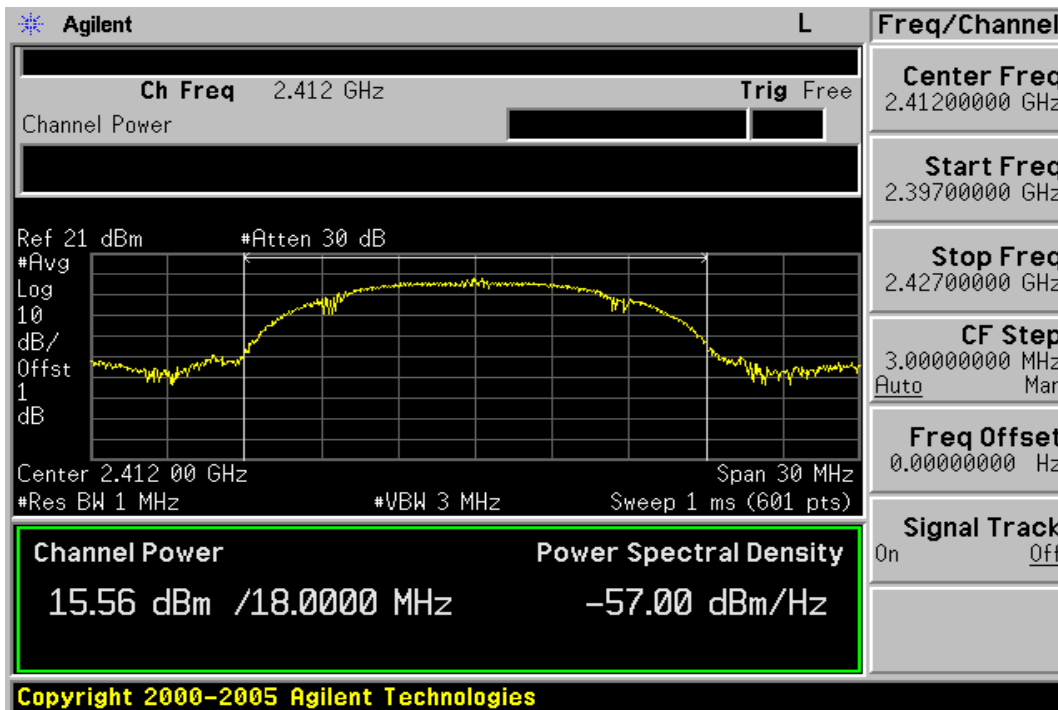 Agilent L
Ch Freq 2.412 GHz Trig Free
Channel Power
Ref 21 dBm #Atten 30 dB
#Avg
Log
10
dB/
Offst
1
dB
Center 2.412 00 GHz Span 30 MHz
#Res BW 1 MHz #VBW 3 MHz Sweep 1 ms (601 pts)
Channel Power Power Spectral Density
15.56 dBm /18.0000 MHz -57.00 dBm/Hz
Copyright 2000-2005 Agilent Technologies
Freq/Channel
Center Freq
2.41200000 GHz
Start Freq
2.39700000 GHz
Stop Freq
2.42700000 GHz
CF Step
3.00000000 MHz
Auto Man
Freq Offset
0.00000000 Hz
Signal Track
On Off